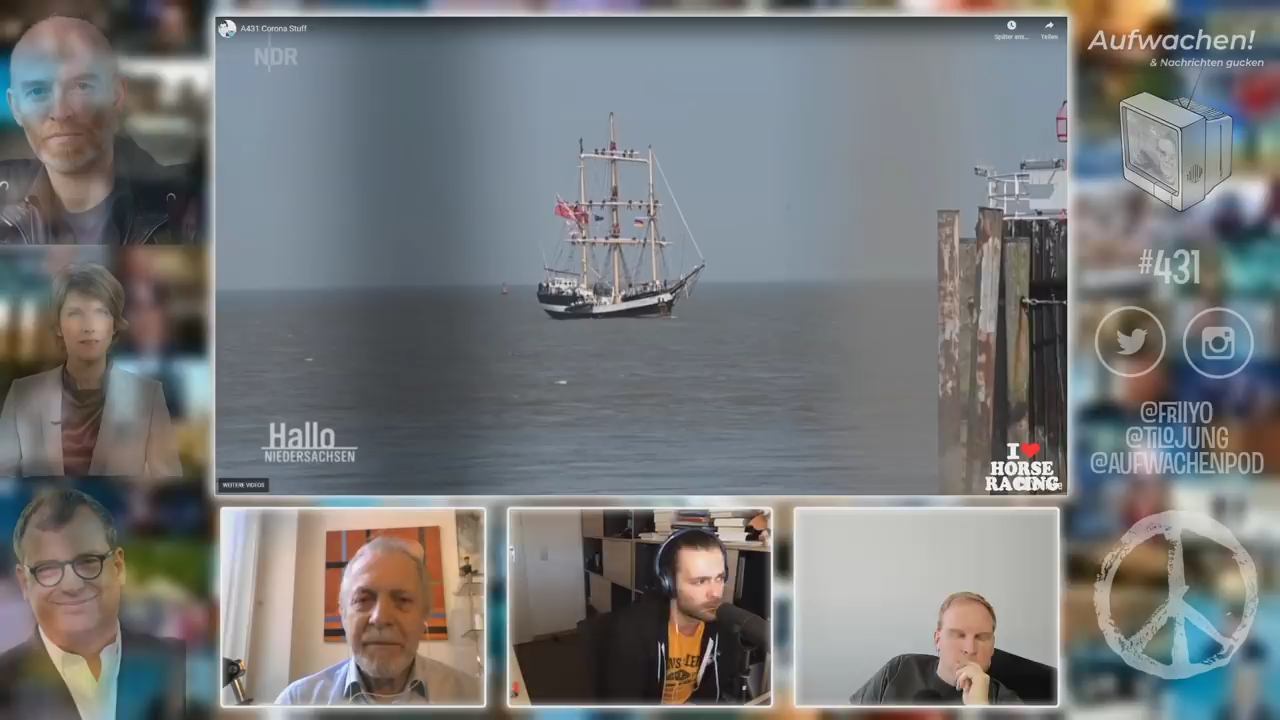 A431 Corona Stuff
Später ans...
Teilen
NDR
Aufwachen!
& Nachrichten gucken
#431
@FRIIYO
@TILOJUNG
@AUFWACHENPOD
Hallo
NIEDERSACHSEN
WEITERE VIDEOS
I
HORSE
RACING